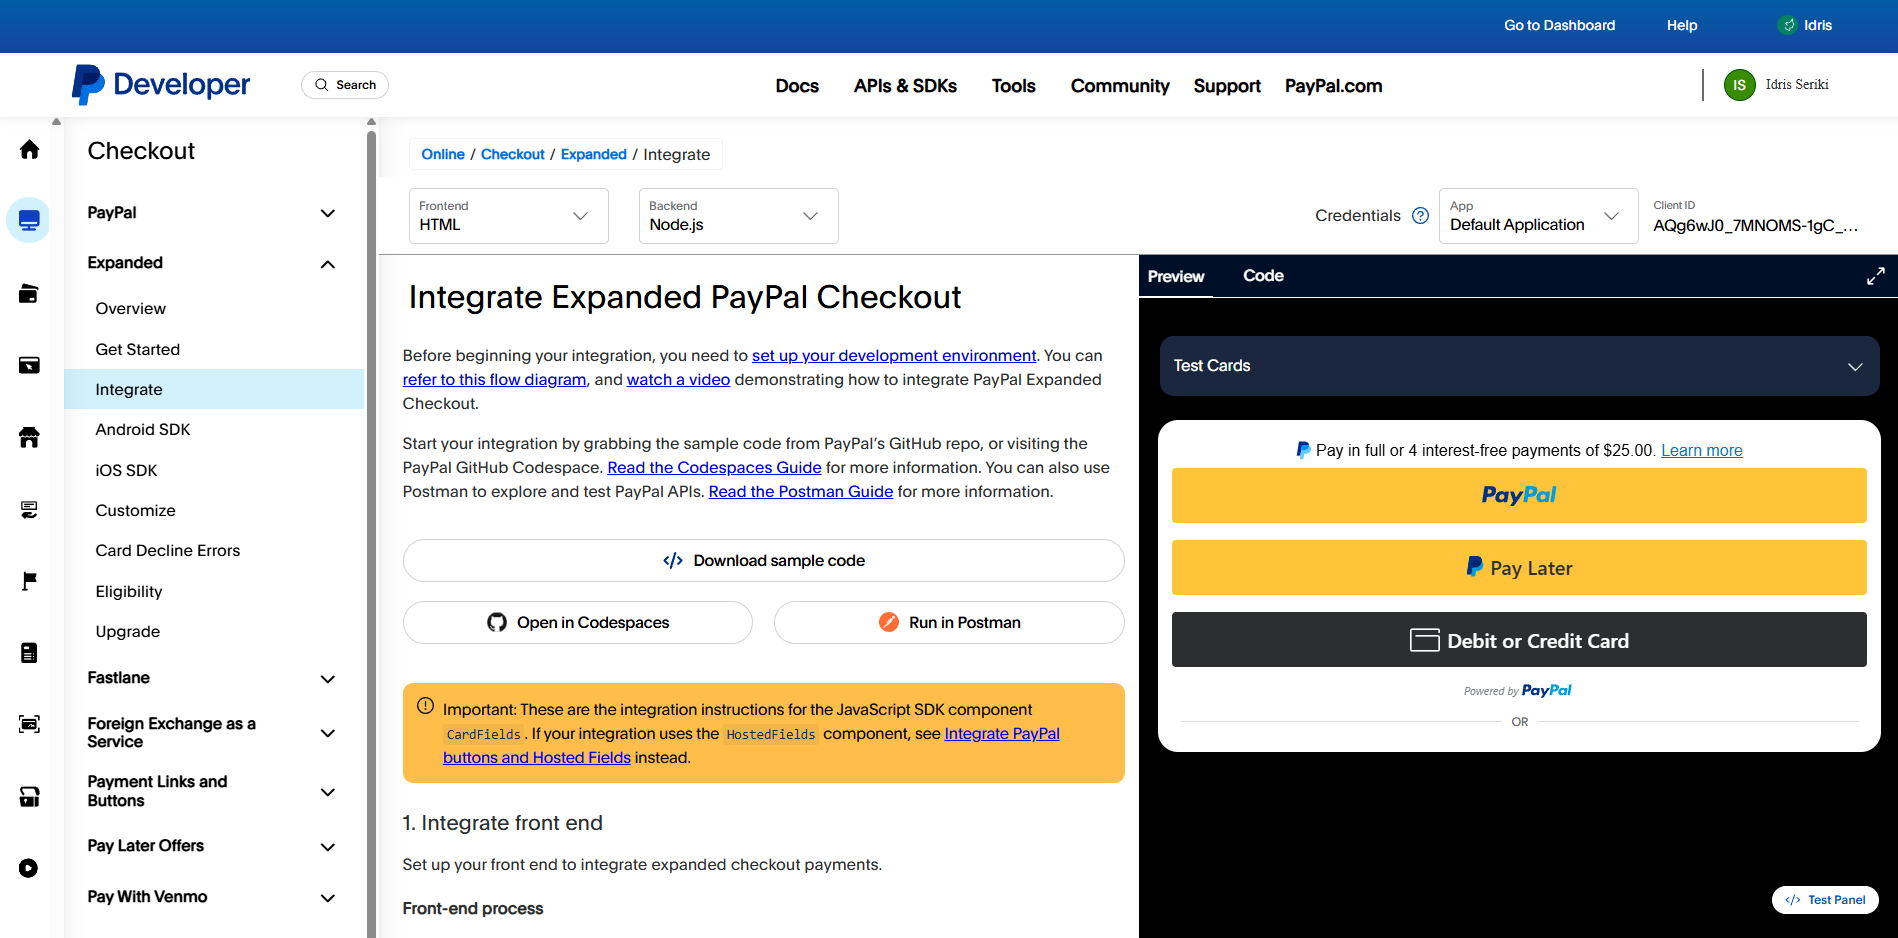 Go to Dashboard
Help
Idris
Developer
Search
Docs
APIs & SDKs
Tools
Community
Support
PayPal.com
IS
Idris Seriki
Checkout
PayPal
Expanded
Overview
Get Started
Integrate
Android SDK
iOS SDK
Customize
Card Decline Errors
Eligibility
Upgrade
Fastlane
Foreign Exchange as a
Service
Payment Links and
Buttons
Pay Later Offers
Pay With Venmo
Online / Checkout / Expanded / Integrate
Frontend
HTML
Backend
Node.js
Credentials
App
Default Application
Client ID
AQg6wJ0_7MNOMS-1gC_...
Integrate Expanded PayPal Checkout
Before beginning your integration, you need to set up your development environment. You can
refer to this flow diagram, and watch a video demonstrating how to integrate PayPal Expanded
Checkout.
Start your integration by grabbing the sample code from PayPal's GitHub repo, or visiting the
PayPal GitHub Codespace. Read the Codespaces Guide for more information. You can also use
Postman to explore and test PayPal APIs. Read the Postman Guide for more information.
</> Download sample code
Open in Codespaces
Run in Postman
Important: These are the integration instructions for the JavaScript SDK component
CardFields. If your integration uses the HostedFields component, see Integrate PayPal
buttons and Hosted Fields instead.
1. Integrate front end
Set up your front end to integrate expanded checkout payments.
Front-end process
Preview
Code
Test Cards
Pay in full or 4 interest-free payments of $25.00. Learn more
PayPal
Pay Later
Debit or Credit Card
Powered by PayPal
OR
</> Test Panel